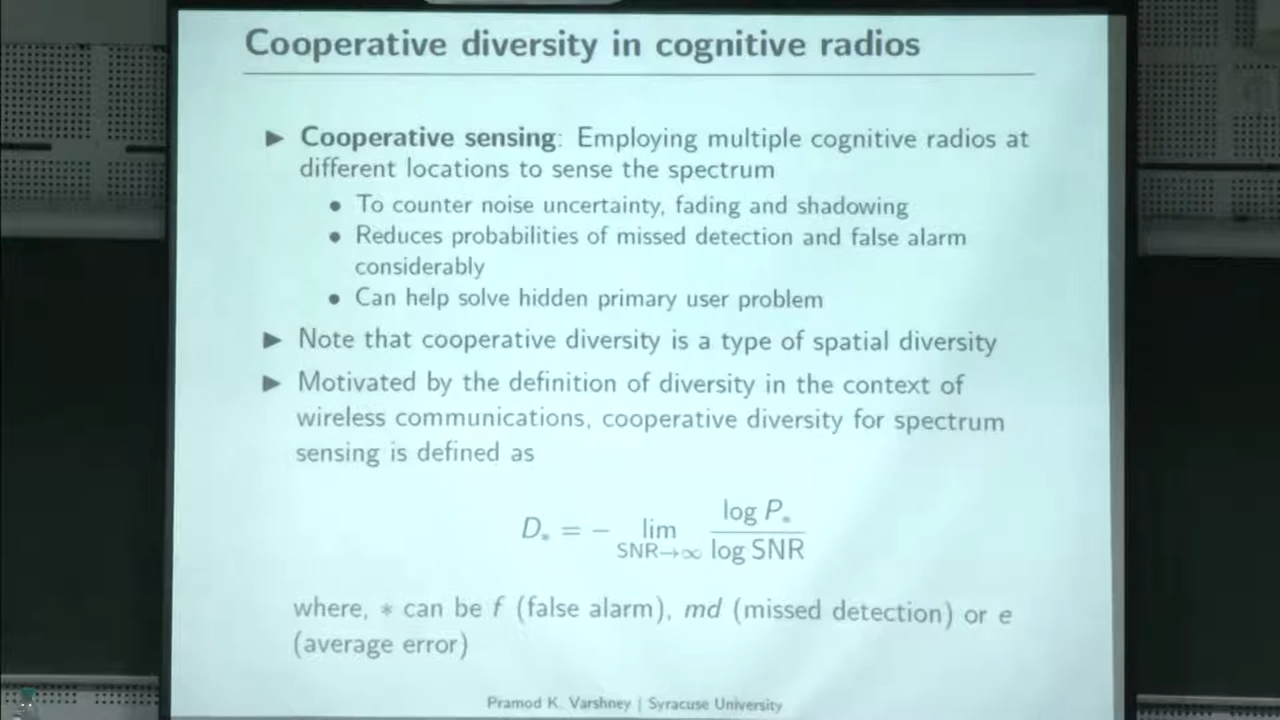 Cooperative diversity in cognitive radios
▶ Cooperative sensing: Employing multiple cognitive radios at
different locations to sense the spectrum
• To counter noise uncertainty, fading and shadowing
• Reduces probabilities of missed detection and false alarm
considerably
• Can help solve hidden primary user problem
▶ Note that cooperative diversity is a type of spatial diversity
▶ Motivated by the definition of diversity in the context of
wireless communications, cooperative diversity for spectrum
sensing is defined as
D* = − lim SNR→∞ log P* / log SNR
where, * can be f (false alarm), md (missed detection) or e
(average error)
Pramod K. Varshney | Syracuse University